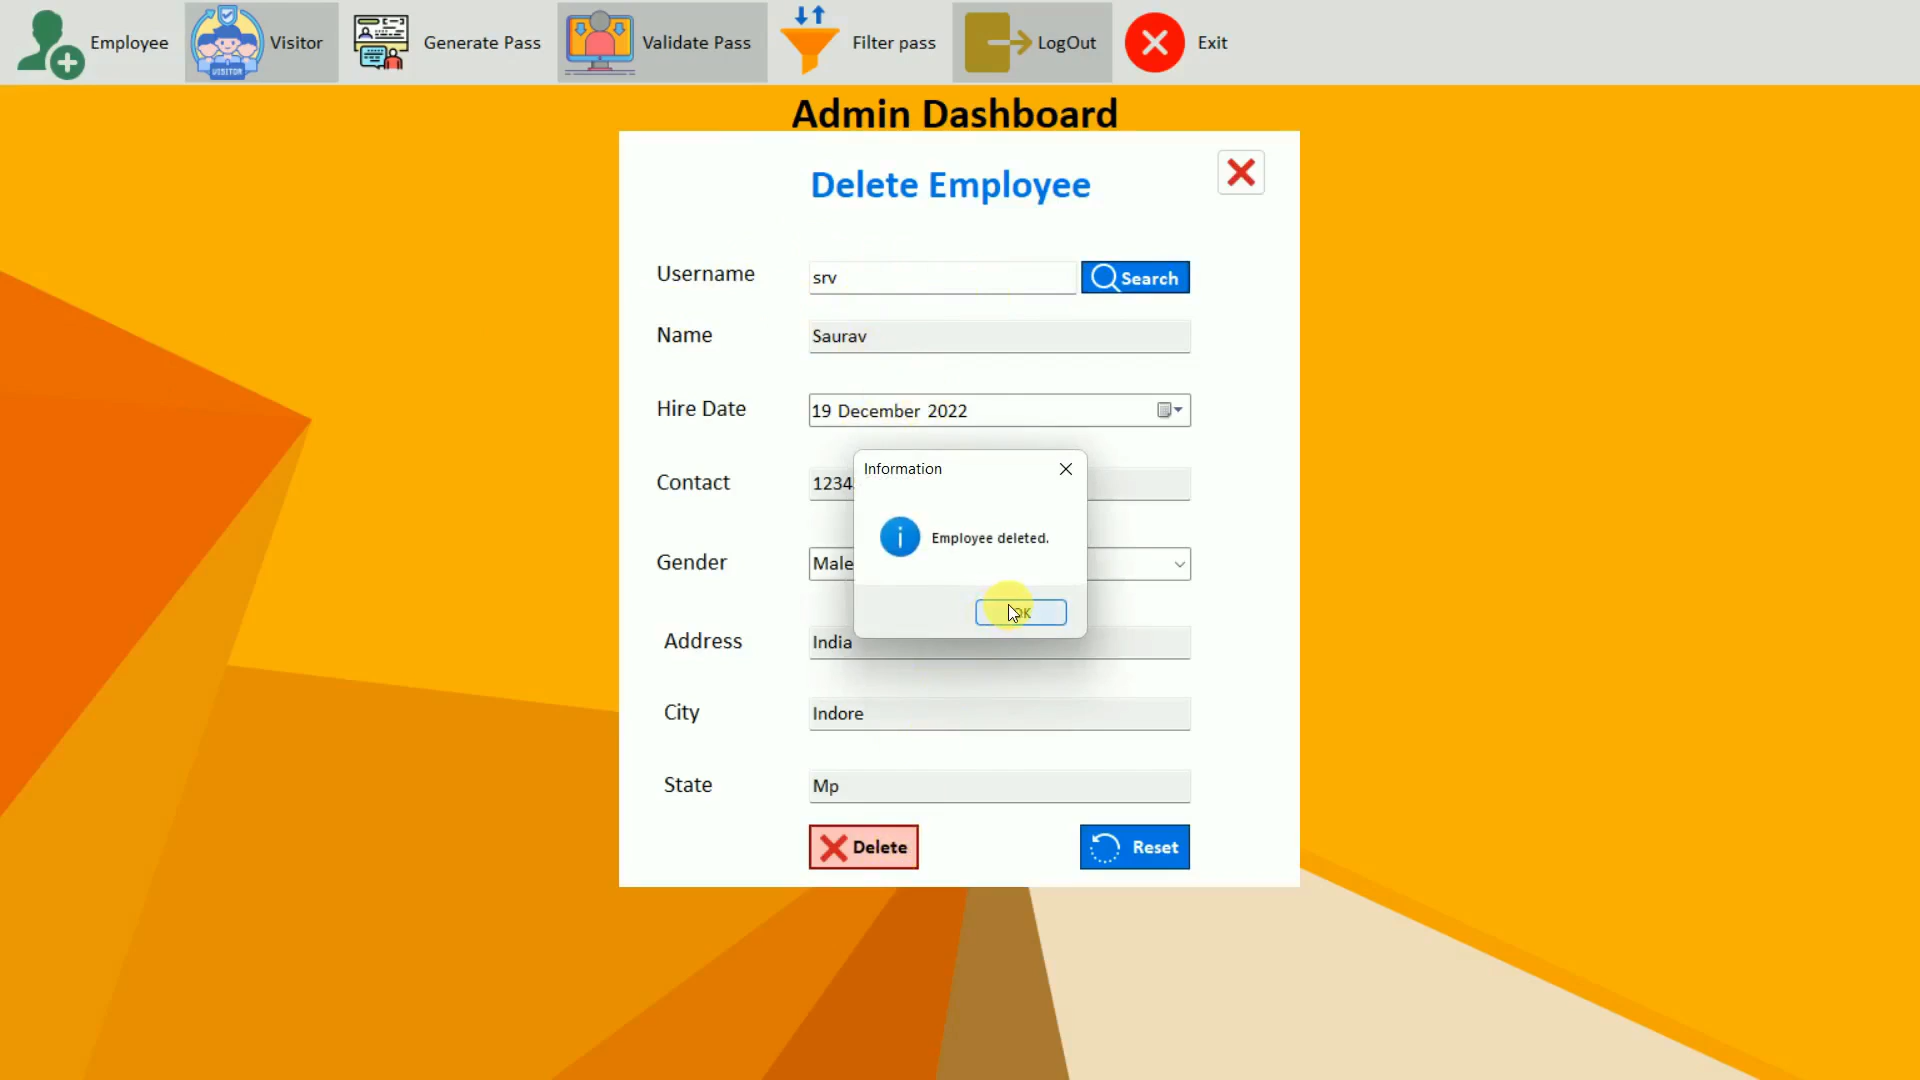 Employee
VISITOR
Visitor
Generate Pass
Validate Pass
Filter pass
LogOut
Exit
Admin Dashboard
Delete Employee
Username
srv
Search
Name
Saurav
Hire Date
19 December 2022
Information
Contact
1234
Employee deleted.
Gender
Male
OK
Address
India
City
Indore
State
Mp
Delete
Reset